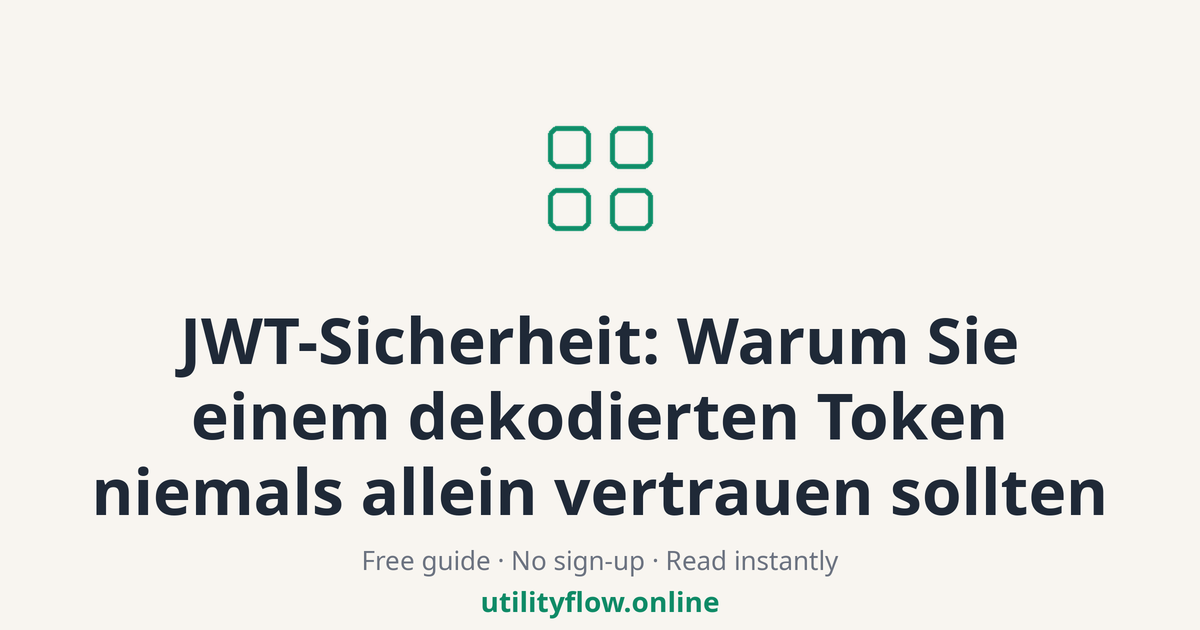 JWT-Sicherheit: Warum Sie
einem dekodierten Token
niemals allein vertrauen sollten
Free guide · No sign-up · Read instantly
utilityflow.online